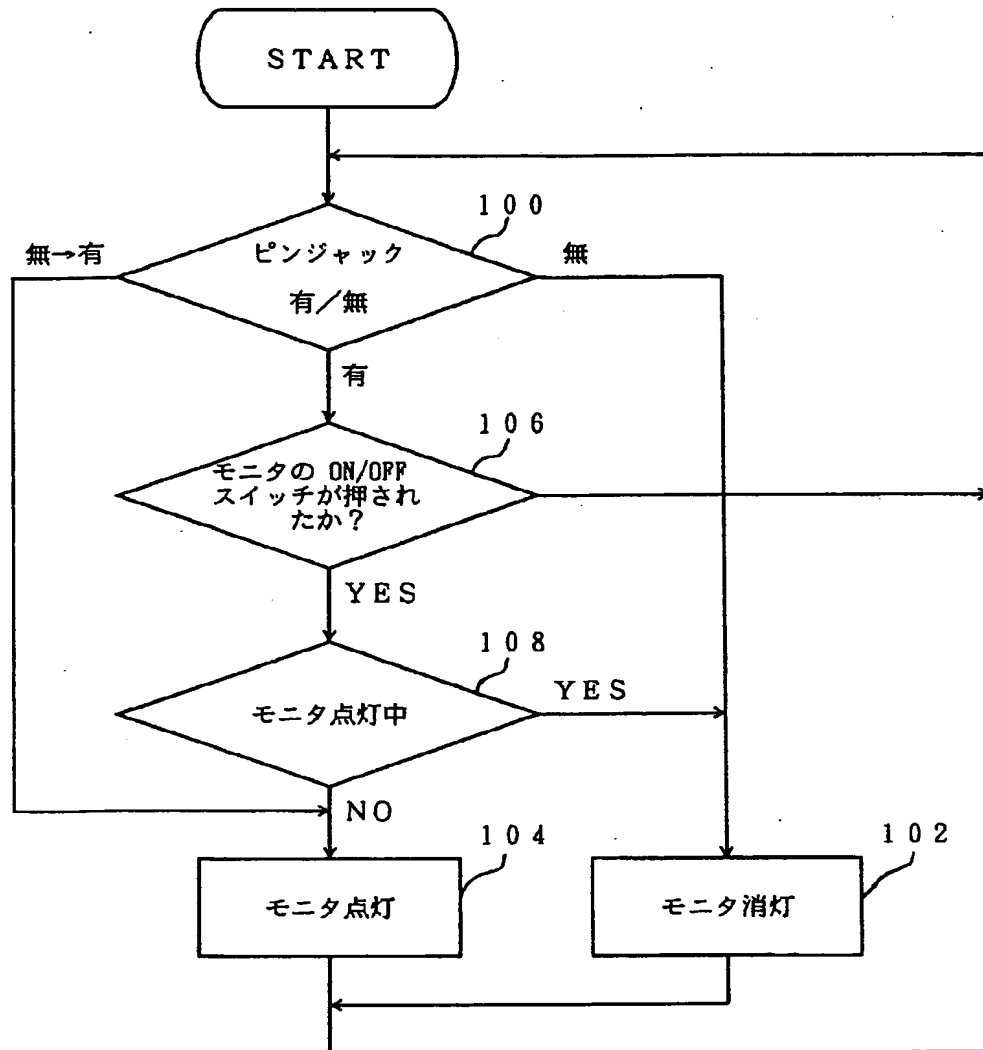 START
100
無→有
ピンジャック
無
有／無
有
106
モニタの ON/OFF
スイッチが押され
たか？
YES
108
YES
モニタ点灯中
NO
104
102
モニタ点灯
モニタ消灯